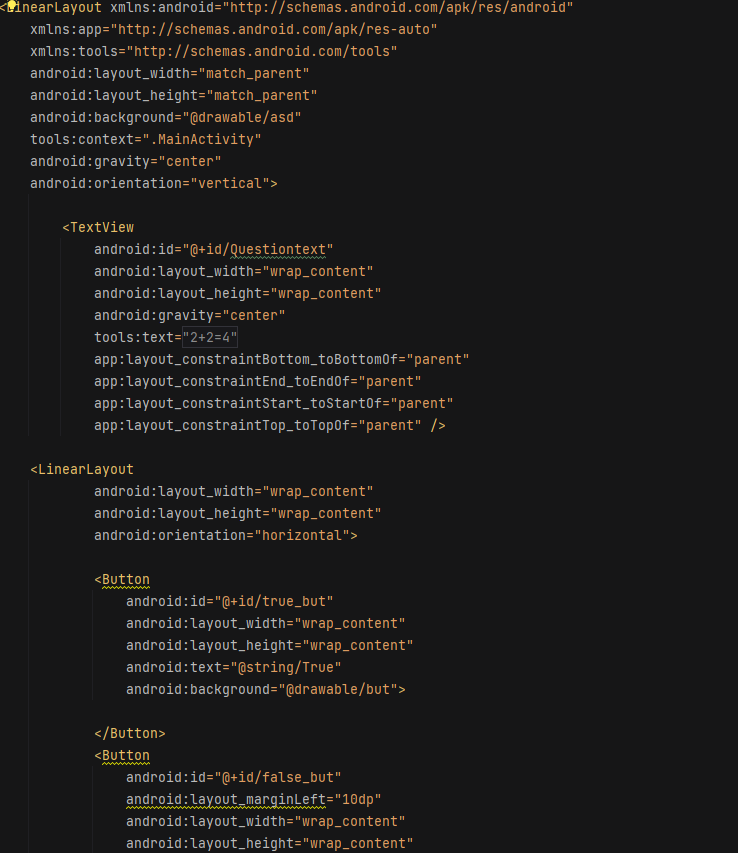 <LinearLayout xmlns:android="http://schemas.android.com/apk/res/android"
xmlns:app="http://schemas.android.com/apk/res-auto"
xmlns:tools="http://schemas.android.com/tools"
android:layout_width="match_parent"
android:layout_height="match_parent"
android:background="@drawable/asd"
tools:context=".MainActivity"
android:gravity="center"
android:orientation="vertical">
<TextView
android:id="@+id/Questiontext"
android:layout_width="wrap_content"
android:layout_height="wrap_content"
android:gravity="center"
tools:text="2+2=4"
app:layout_constraintBottom_toBottomOf="parent"
app:layout_constraintEnd_toEndOf="parent"
app:layout_constraintStart_toStartOf="parent"
app:layout_constraintTop_toTopOf="parent" />
<LinearLayout
android:layout_width="wrap_content"
android:layout_height="wrap_content"
android:orientation="horizontal">
<Button
android:id="@+id/true_but"
android:layout_width="wrap_content"
android:layout_height="wrap_content"
android:text="@string/True"
android:background="@drawable/but">
</Button>
<Button
android:id="@+id/false_but"
android:layout_marginLeft="10dp"
android:layout_width="wrap_content"
android:layout_height="wrap_content"